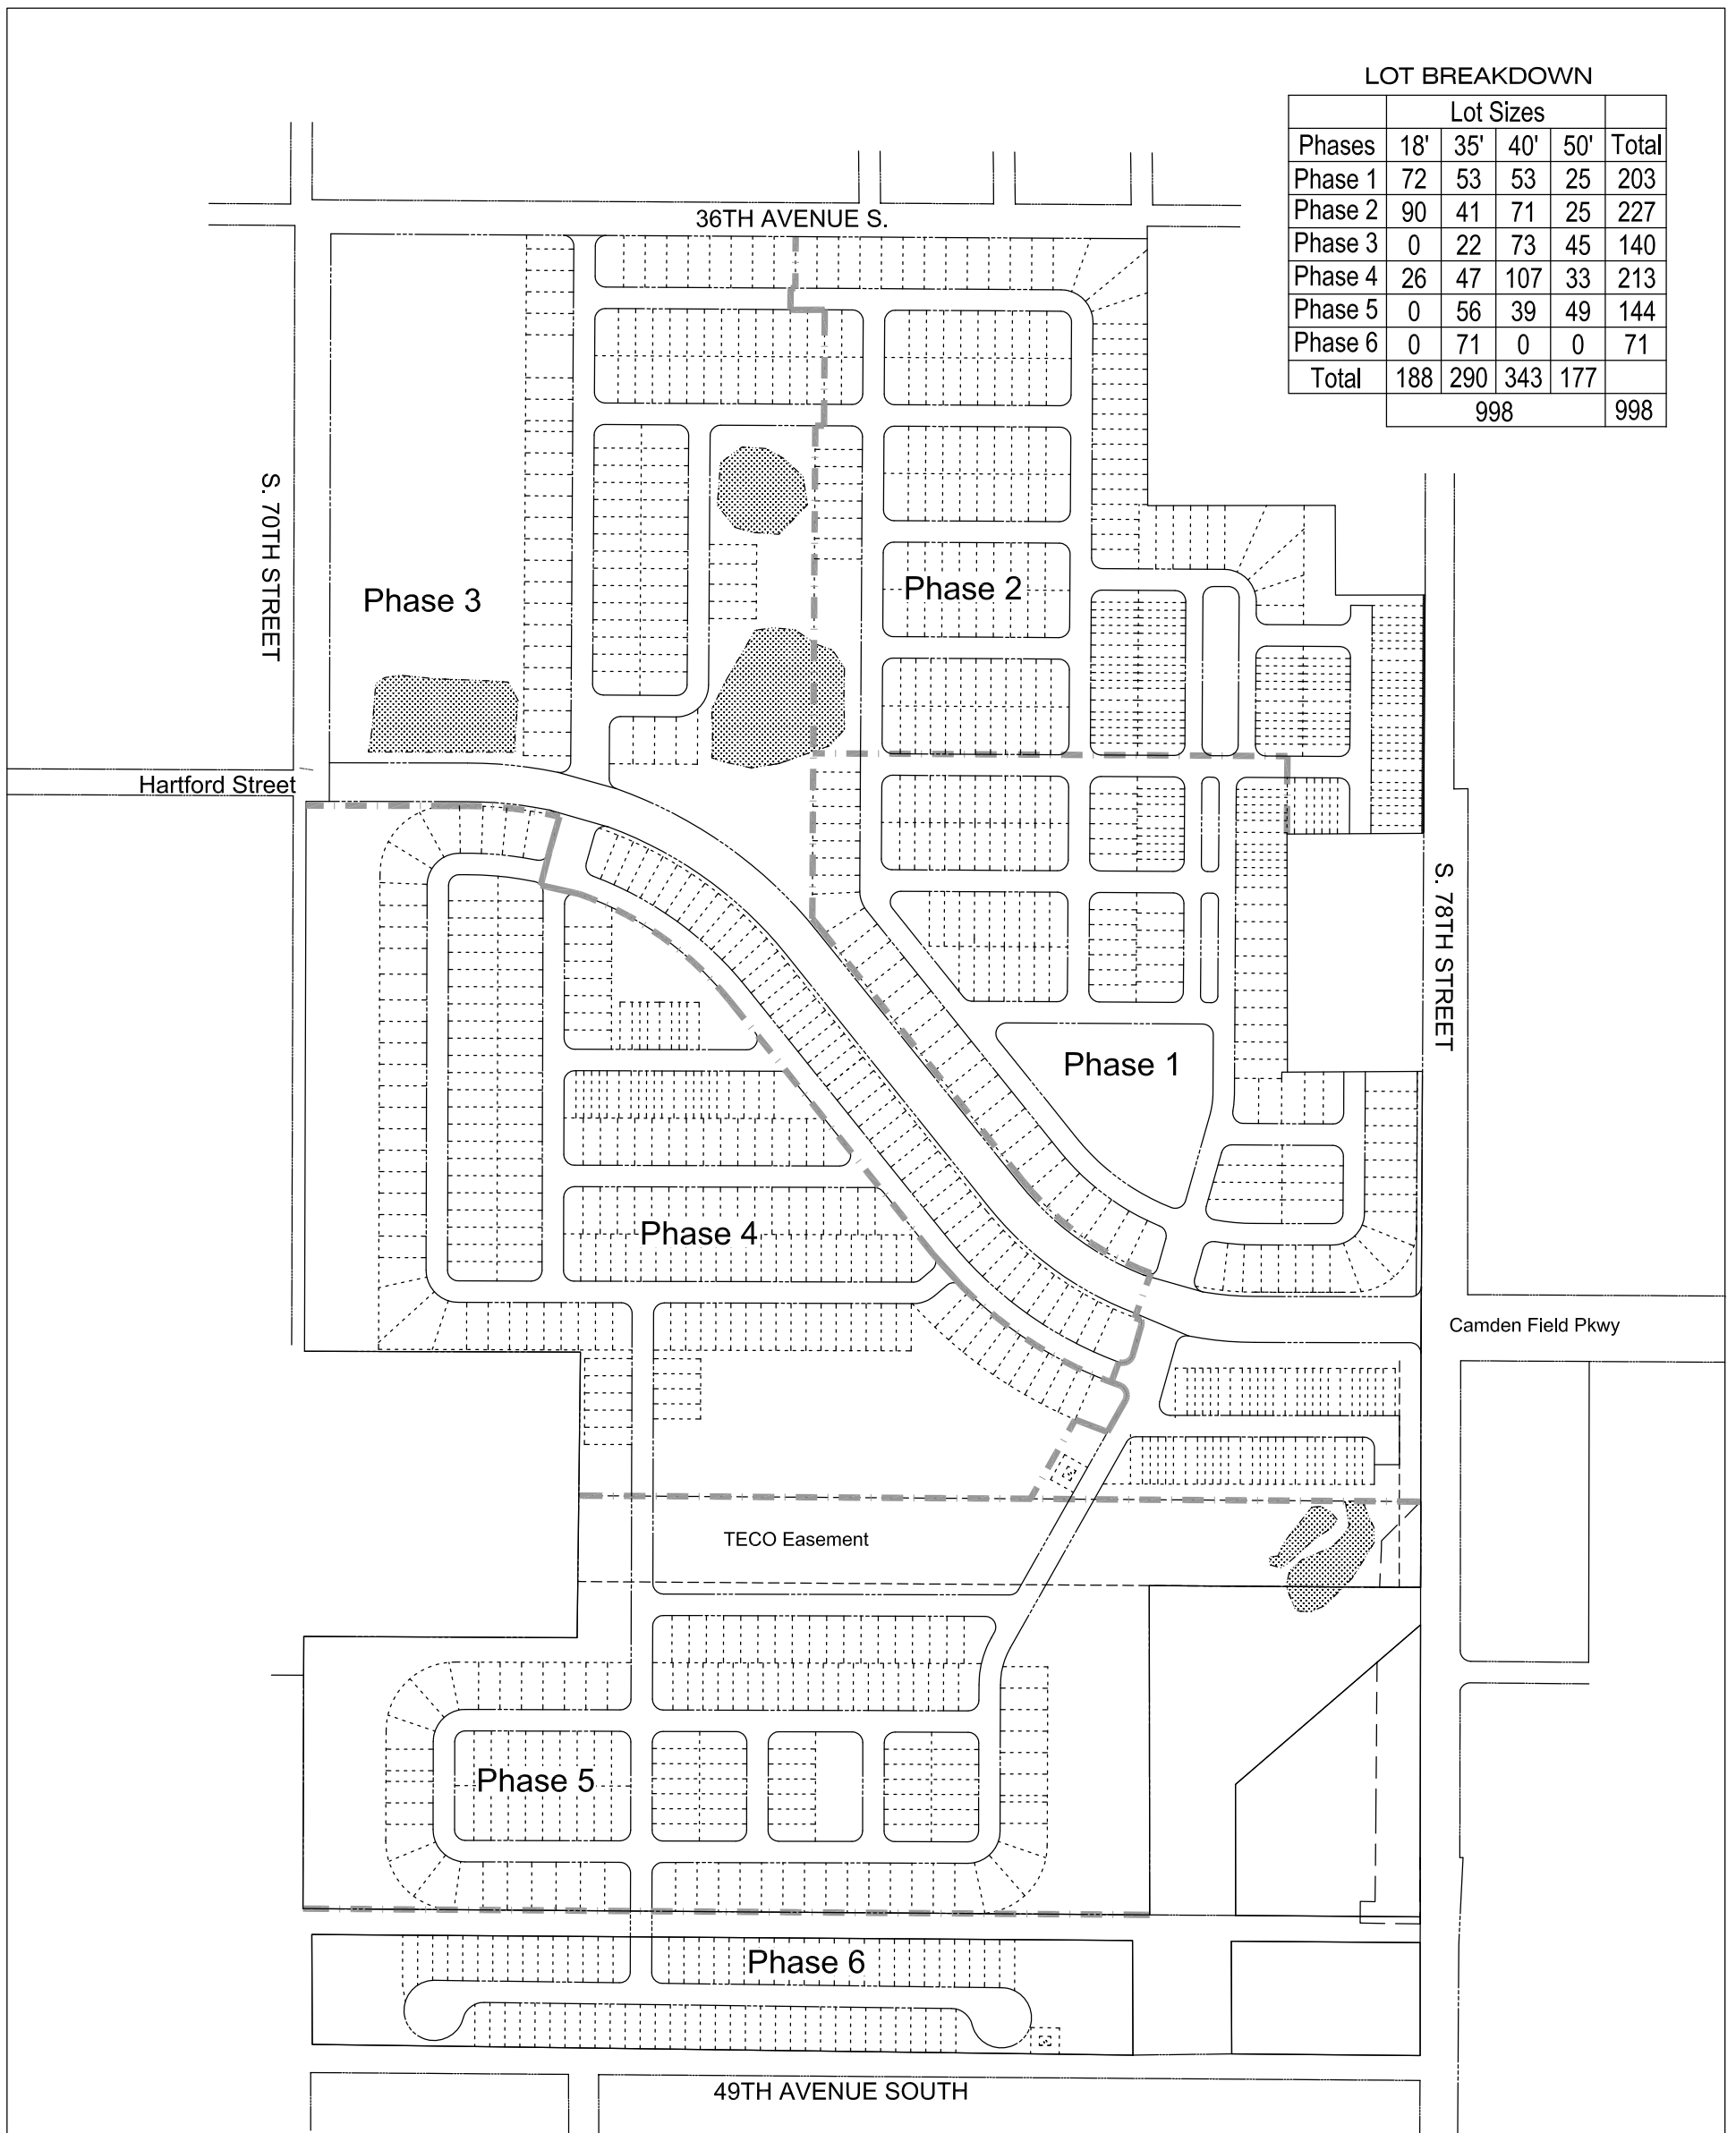 LOT BREAKDOWN
Lot Sizes
Phases 18' 35' 40' 50' Total
Phase 1 72 53 53 25 203
Phase 2 90 41 71 25 227
Phase 3 0 22 73 45 140
Phase 4 26 47 107 33 213
Phase 5 0 56 39 49 144
Phase 6 0 71 0 0 71
Total 188 290 343 177
998 998
36TH AVENUE S.
S. 70TH STREET
Phase 3
Phase 2
Hartford Street
S. 78TH STREET
Phase 1
Phase 4
Camden Field Pkwy
TECO Easement
Phase 5
Phase 6
49TH AVENUE SOUTH